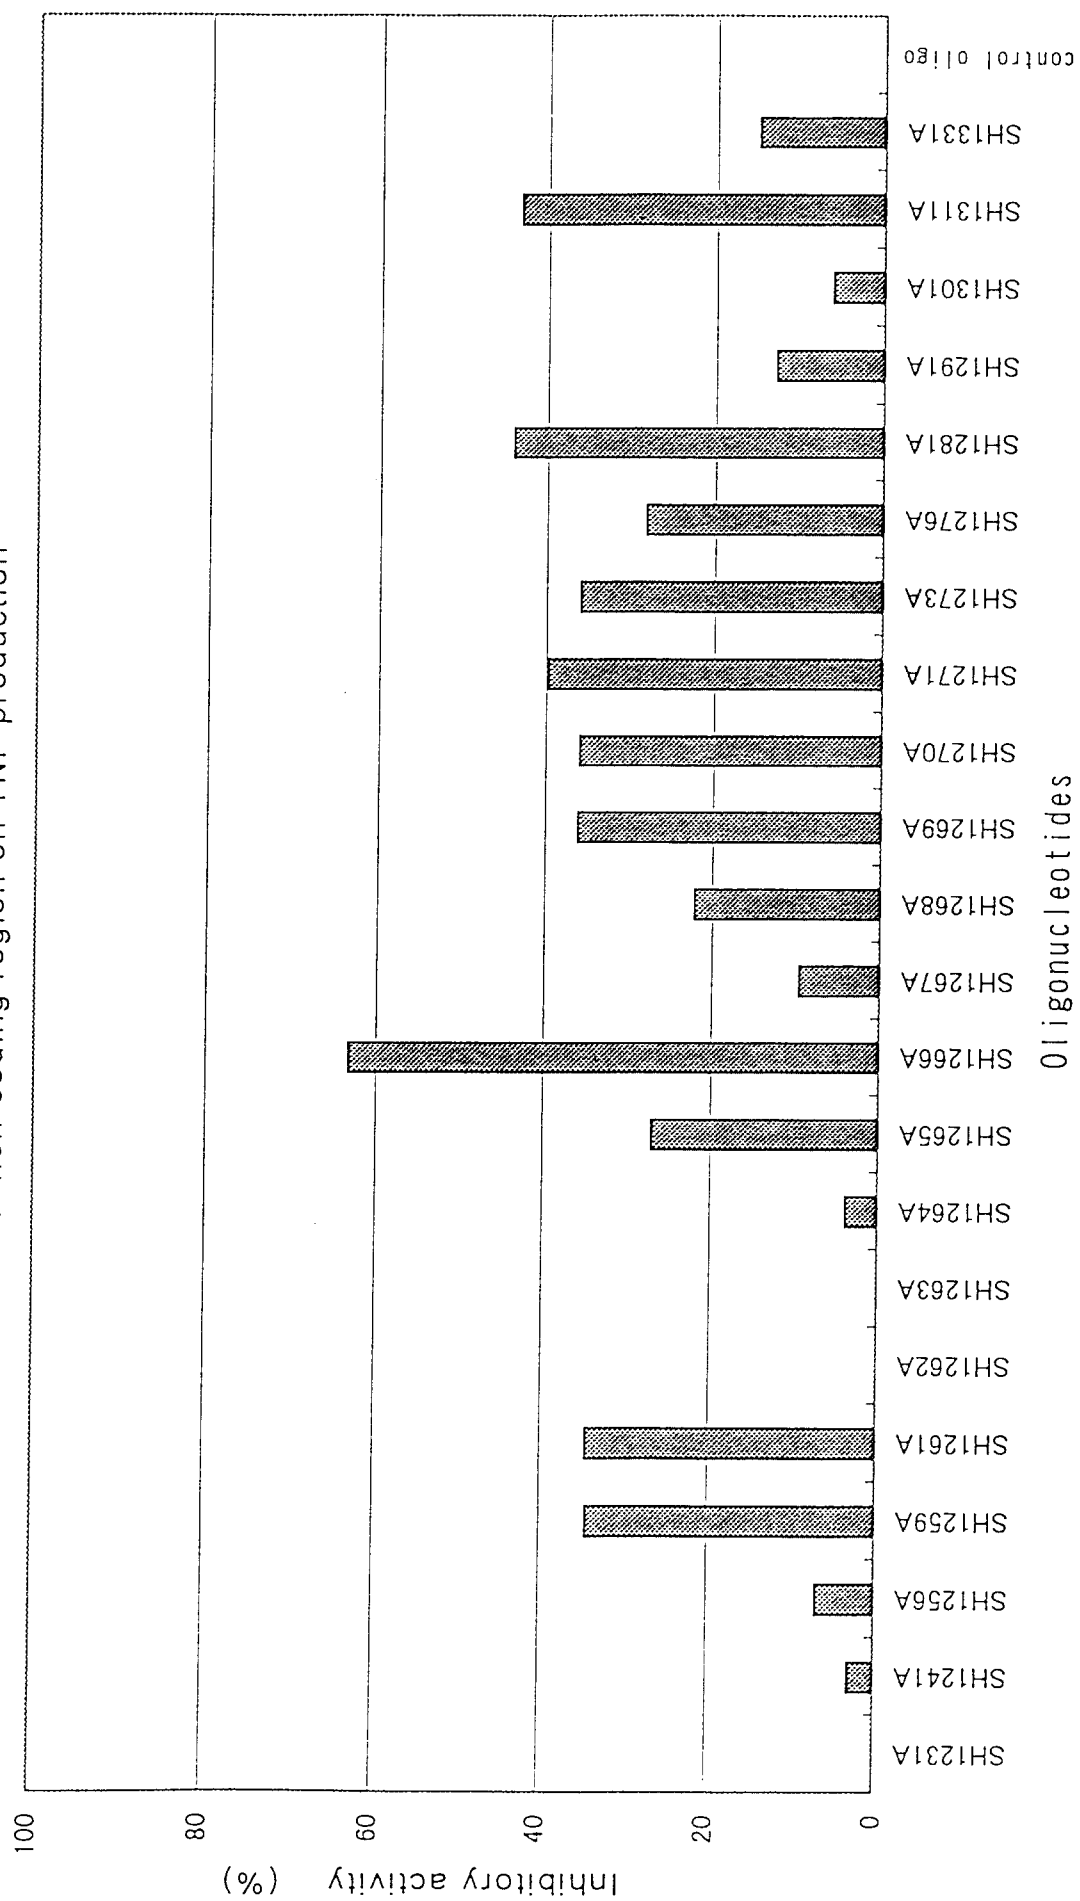 non-coding region on TNF production
Inhibitory activity (%)
100
80
60
40
20
0
SH1231A
SH1241A
SH1256A
SH1259A
SH1261A
SH1262A
SH1263A
SH1264A
SH1265A
SH1266A
SH1267A
SH1268A
SH1269A
SH1270A
SH1271A
SH1273A
SH1276A
SH1281A
SH1291A
SH1301A
SH1311A
SH1331A
control oligo
Oligonucleotides